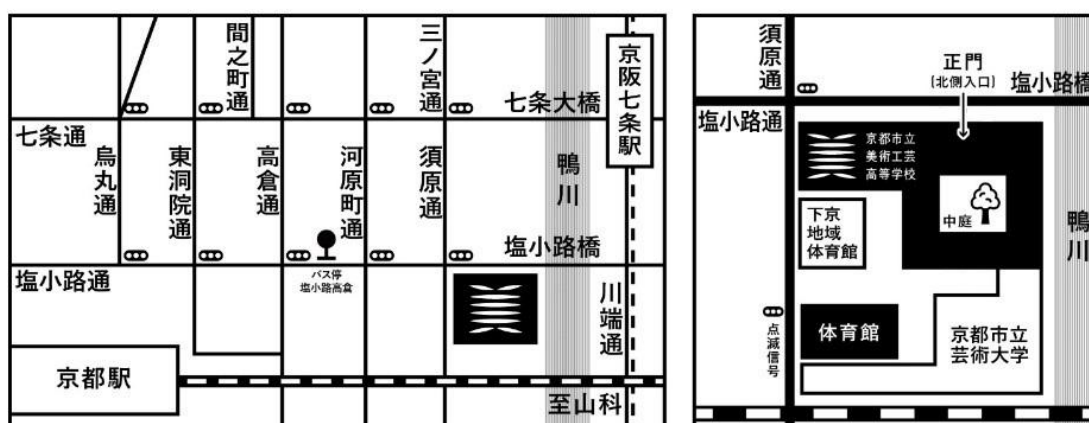 間之町通
三ノ宮通
京阪七条駅
七条大橋
七条通
烏丸通
東洞院通
高倉通
河原町通
須原通
鴨川
塩小路橋
バス停
塩小路高倉
塩小路通
川端通
京都駅
至山科
須原通
正門
(北側入口)
塩小路橋
塩小路通
京都市立
美術工芸
高等学校
中庭
鴨川
下京
地域
体育館
点滅信号
体育館
京都市立
芸術大学